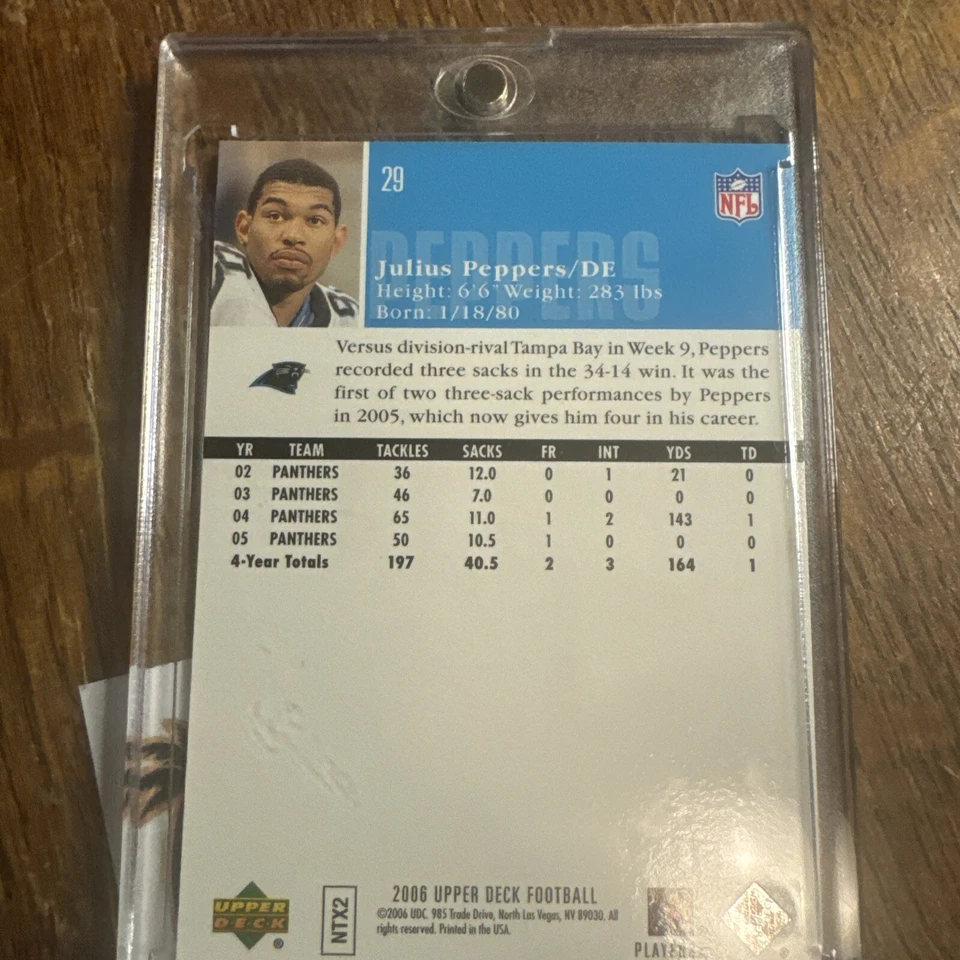 29
NFL
PEPPERS
Julius Peppers/DE
Height: 6'6" Weight: 283 lbs
Born: 1/18/80
Versus division-rival Tampa Bay in Week 9, Peppers
recorded three sacks in the 34-14 win. It was the
first of two three-sack performances by Peppers
in 2005, which now gives him four in his career.
YR TEAM TACKLES SACKS FR INT YDS TD
02 PANTHERS 36 12.0 0 1 21 0
03 PANTHERS 46 7.0 0 0 0 0
04 PANTHERS 65 11.0 1 2 143 1
05 PANTHERS 50 10.5 1 0 0 0
4-Year Totals 197 40.5 2 3 164 1
UPPER
DECK
®
NTX2
2006 UPPER DECK FOOTBALL
©2006 UDC. 985 Trade Drive, North Las Vegas, NV 89030. All
rights reserved. Printed in the USA.